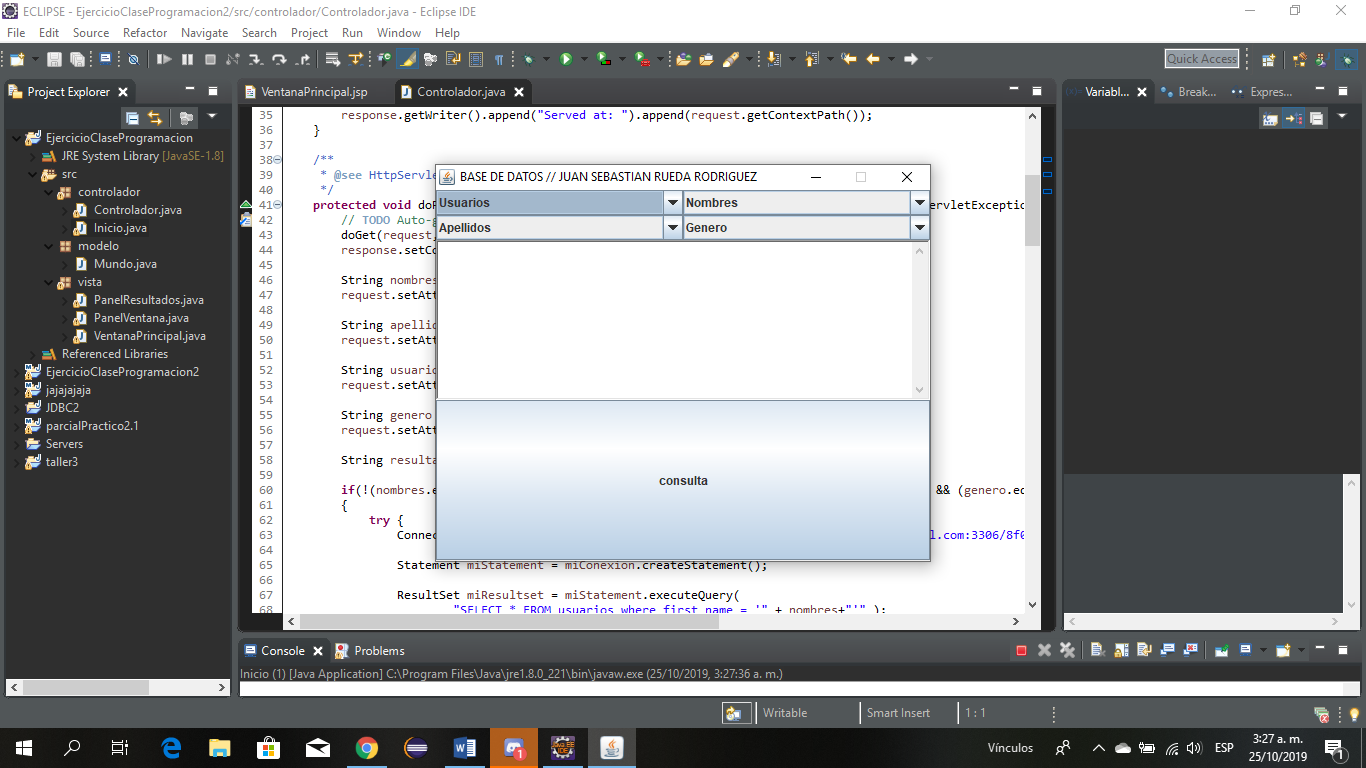 ECLIPSE - EjercicioClaseProgramacion2/src/controlador/Controlador.java - Eclipse IDE
File Edit Source Refactor Navigate Search Project Run Window Help
Quick Access
Project Explorer
EjercicioClaseProgramacion
JRE System Library [JavaSE-1.8]
src
controlador
Controlador.java
Inicio.java
modelo
Mundo.java
vista
PanelResultados.java
PanelVentana.java
VentanaPrincipal.java
Referenced Libraries
EjercicioClaseProgramacion2
jajajajaja
JDBC2
parcialPractico2.1
Servers
taller3
VentanaPrincipal.jsp Controlador.java
35 response.getWriter().append("Served at: ").append(request.getContextPath());
36 }
37
38 /**
39 * @see HttpServle
40 */
41 protected void doP ervletExceptio
42 // TODO Auto-g
43 doGet(request
44 response.setCo
45
46 String nombres
47 request.setAtt
48
49 String apellid
50 request.setAtt
51
52 String usuario
53 request.setAtt
54
55 String genero
56 request.setAtt
57
58 String resulta
59
60 if(!(nombres.e && (genero.eq
61 {
62 try {
63 Connec l.com:3306/8f0
64
65 Statement miStatement = miConexion.createStatement();
66
67 ResultSet miResultset = miStatement.executeQuery(
68 "SELECT * FROM usuarios where first_name = '" + nombres+"'" );
BASE DE DATOS // JUAN SEBASTIAN RUEDA RODRIGUEZ
Usuarios Nombres
Apellidos Genero
consulta
Variabl... Break... Expres...
Console Problems
Inicio (1) [Java Application] C:\Program Files\Java\jre1.8.0_221\bin\javaw.exe (25/10/2019, 3:27:36 a. m.)
Writable Smart Insert 1 : 1
Vínculos ESP 3:27 a. m.
25/10/2019
1
1